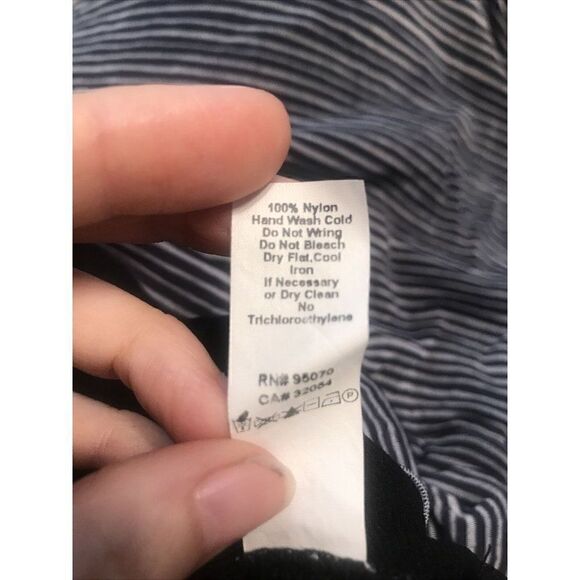 100% Nylon
Hand Wash Cold
Do Not Wring
Do Not Bleach
Dry Flat,Cool
Iron
If Necessary
or Dry Clean
No
Trichloroethylene
RN# 95070
CA# 32054
P